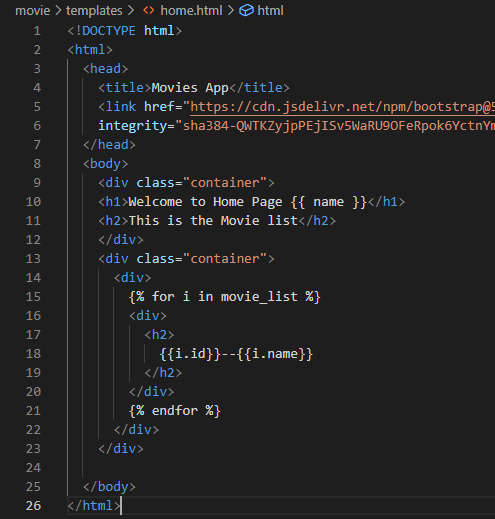 movie > templates > home.html > html
1 <!DOCTYPE html>
2 <html>
3 <head>
4 <title>Movies App</title>
5 <link href="https://cdn.jsdelivr.net/npm/bootstrap@5
6 integrity="sha384-QWTKZyjpPEjISv5WaRU9OFeRpok6YctnYm
7 </head>
8 <body>
9 <div class="container">
10 <h1>Welcome to Home Page {{ name }}</h1>
11 <h2>This is the Movie list</h2>
12 </div>
13 <div class="container">
14 <div>
15 {% for i in movie_list %}
16 <div>
17 <h2>
18 {{i.id}}--{{i.name}}
19 </h2>
20 </div>
21 {% endfor %}
22 </div>
23 </div>
24
25 </body>
26 </html>